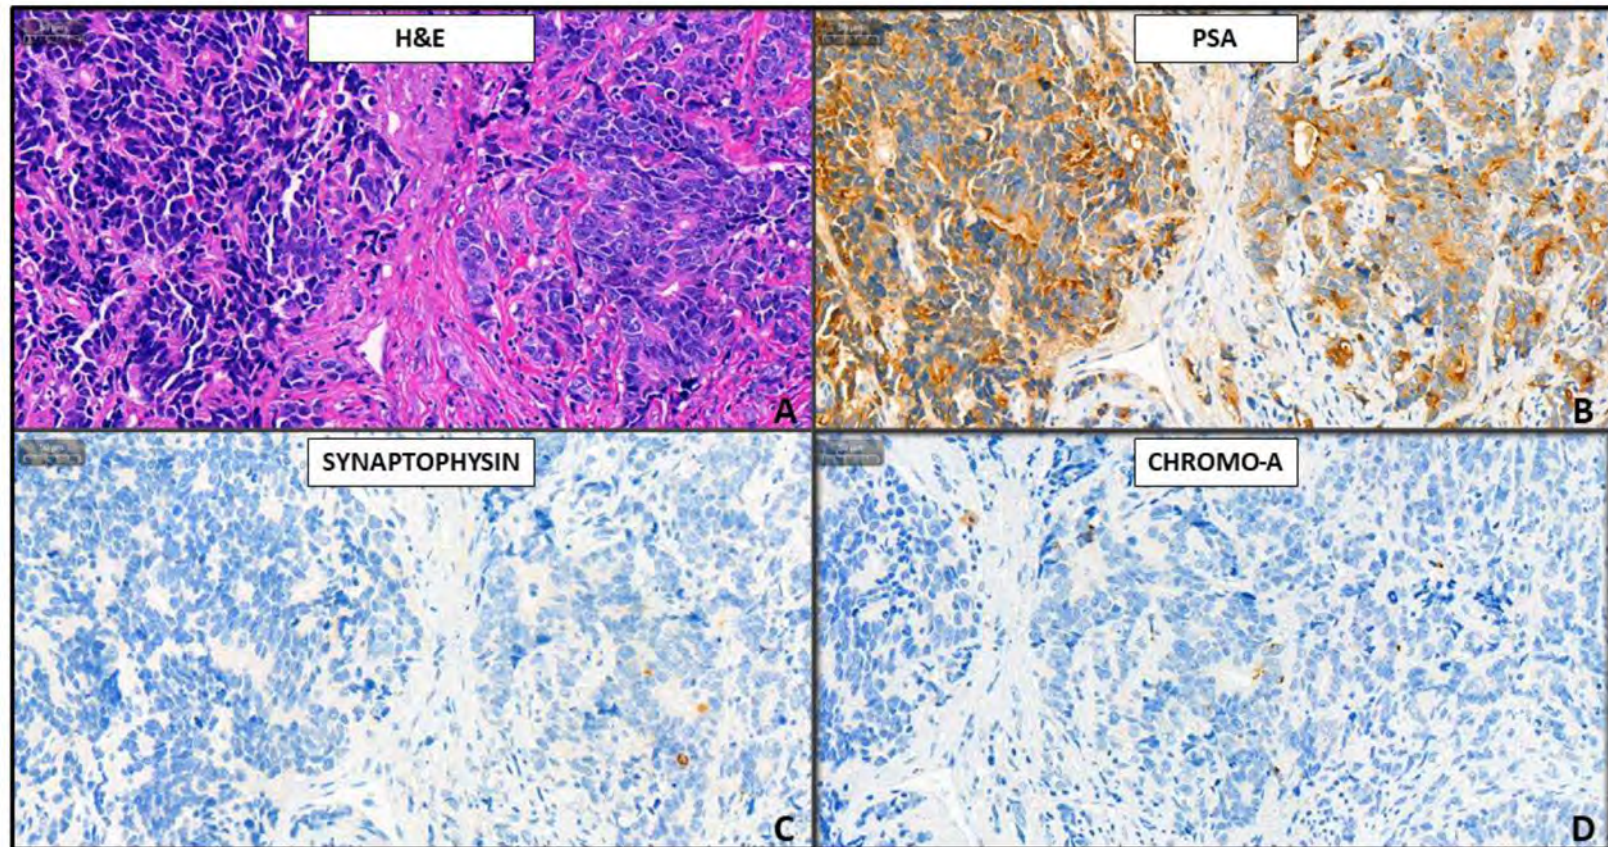 H&E
PSA
A
B
SYNAPTOPHYSIN
CHROMO-A
C
D